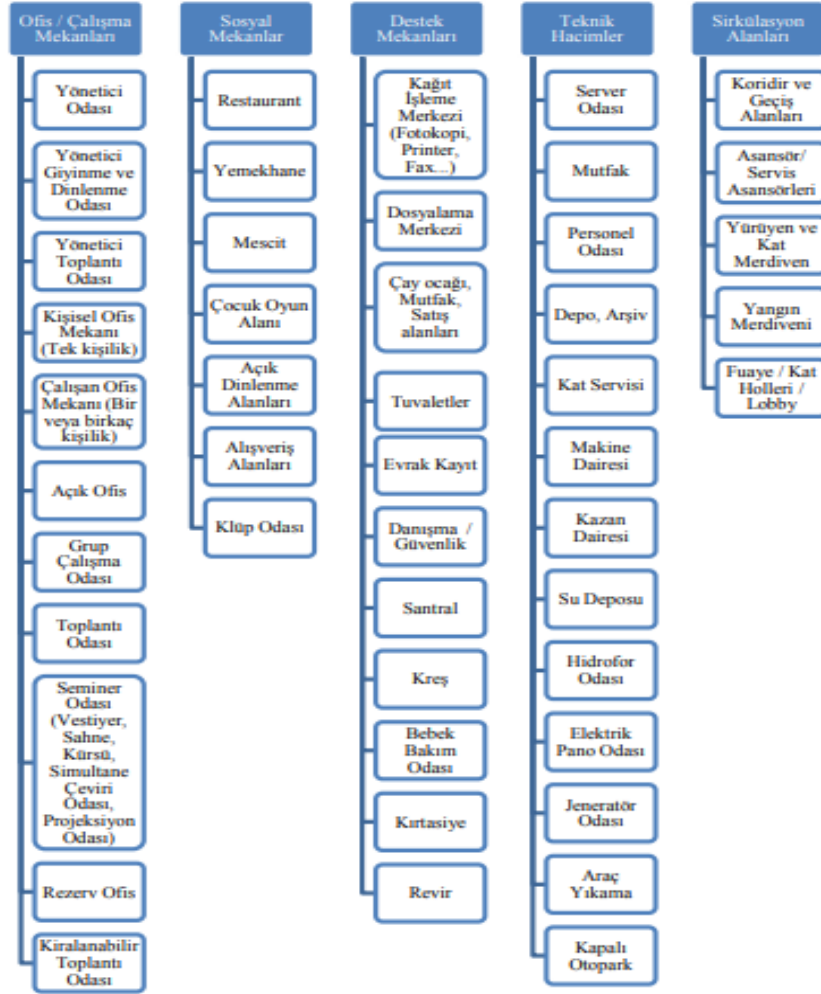 Ofis / Çalışma
Mekanları
Yönetici
Odası
Yönetici
Giyinme ve
Dinlenme
Odası
Yönetici
Toplantı
Odası
Kişisel Ofis
Mekanı
(Tek kişilik)
Çalışan Ofis
Mekanı (Bir
veya birkaç
kişilik)
Açık Ofis
Grup
Çalışma
Odası
Toplantı
Odası
Seminer
Odası
(Vestiyer,
Sahne,
Kürsü,
Simultane
Çeviri
Odası,
Projeksiyon
Odası)
Rezerv Ofis
Kiralanabilir
Toplantı
Odası
Sosyal
Mekanlar
Restaurant
Yemekhane
Mescit
Çocuk Oyun
Alanı
Açık
Dinlenme
Alanları
Alışveriş
Alanları
Klüp Odası
Destek
Mekanları
Kağıt
İşleme
Merkezi
(Fotokopi,
Printer,
Fax...)
Dosyalama
Merkezi
Çay ocağı,
Mutfak,
Satış
alanları
Tuvaletler
Evrak Kayıt
Danışma /
Güvenlik
Santral
Kreş
Bebek
Bakım
Odası
Kırtasiye
Revir
Teknik
Hacimler
Server
Odası
Mutfak
Personel
Odası
Depo, Arşiv
Kat Servisi
Makine
Dairesi
Kazan
Dairesi
Su Deposu
Hidrofor
Odası
Elektrik
Pano Odası
Jeneratör
Odası
Araç
Yıkama
Kapalı
Otopark
Sirkülasyon
Alanları
Koridir ve
Geçiş
Alanları
Asansör/
Servis
Asansörleri
Yürüyen ve
Kat
Merdiven
Yangın
Merdiveni
Fuaye / Kat
Holleri /
Lobby